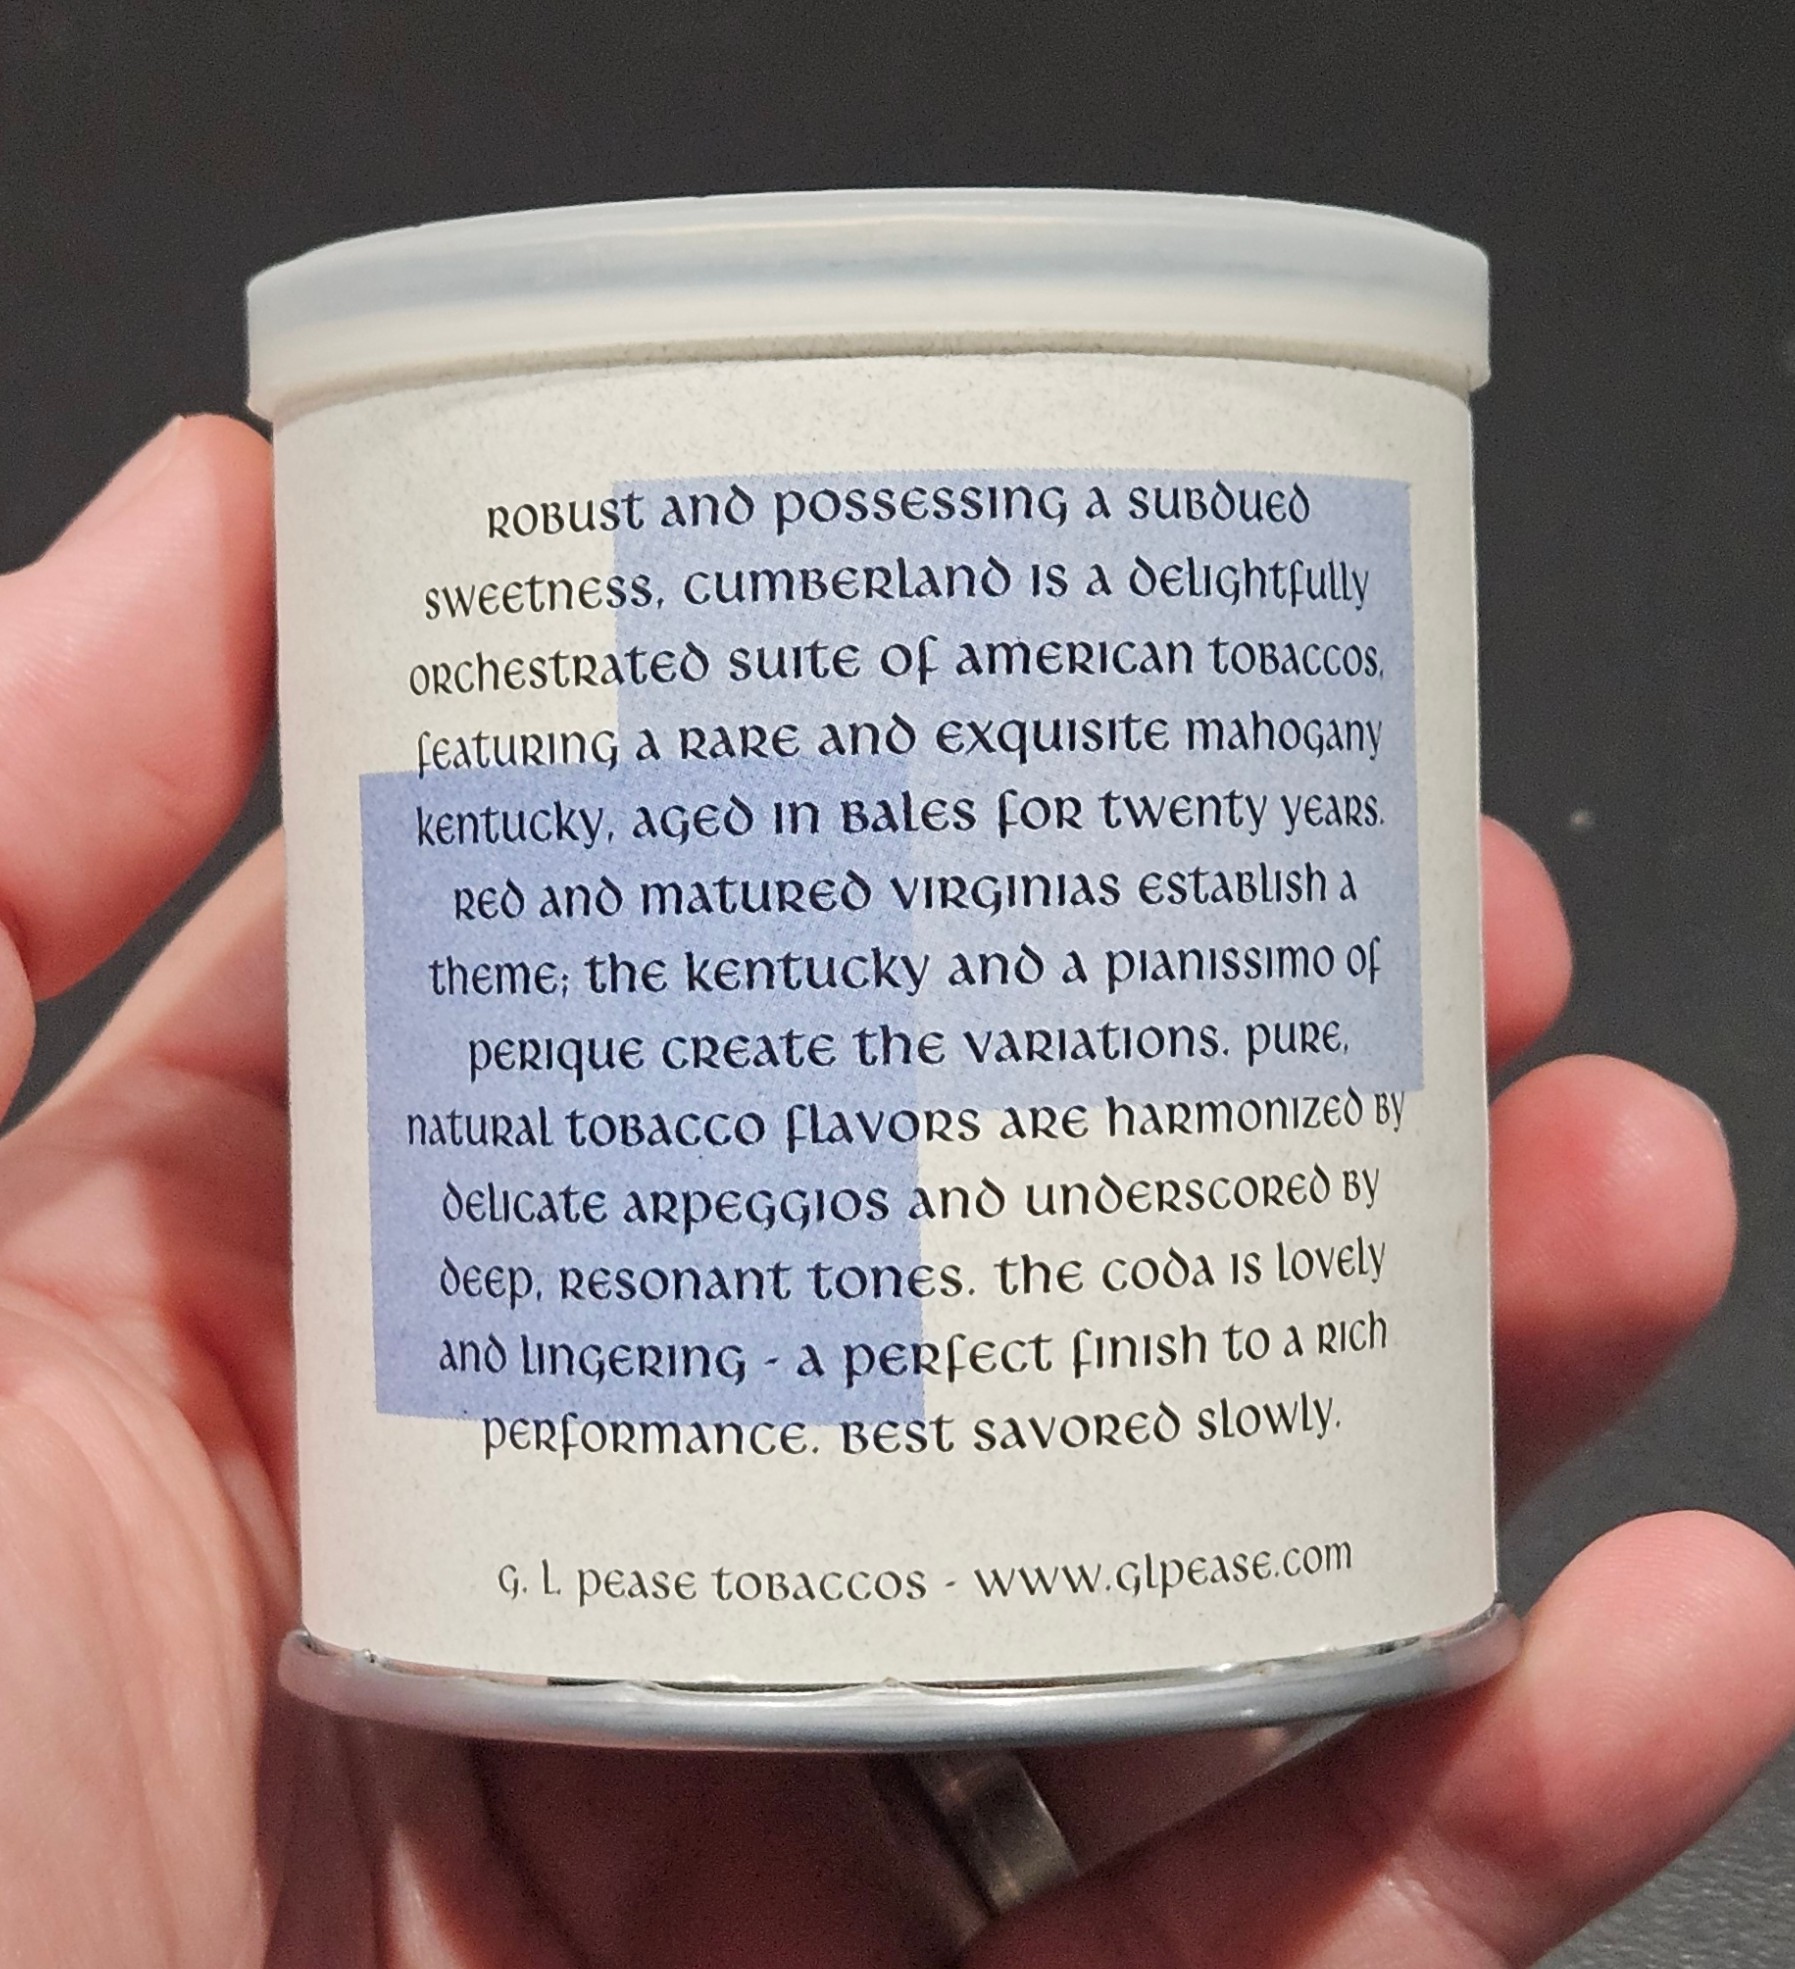 Robust and possessing a subdued
sweetness, Cumberland is a delightfully
orchestrated suite of American tobaccos,
featuring a rare and exquisite mahogany
Kentucky, aged in bales for twenty years.
Red and matured Virginias establish a
theme; the Kentucky and a pianissimo of
perique create the variations. Pure,
natural tobacco flavors are harmonized by
delicate arpeggios and underscored by
deep, resonant tones. The coda is lovely
and lingering - a perfect finish to a rich
performance. Best savored slowly.
G. L. Pease Tobaccos - www.glpease.com